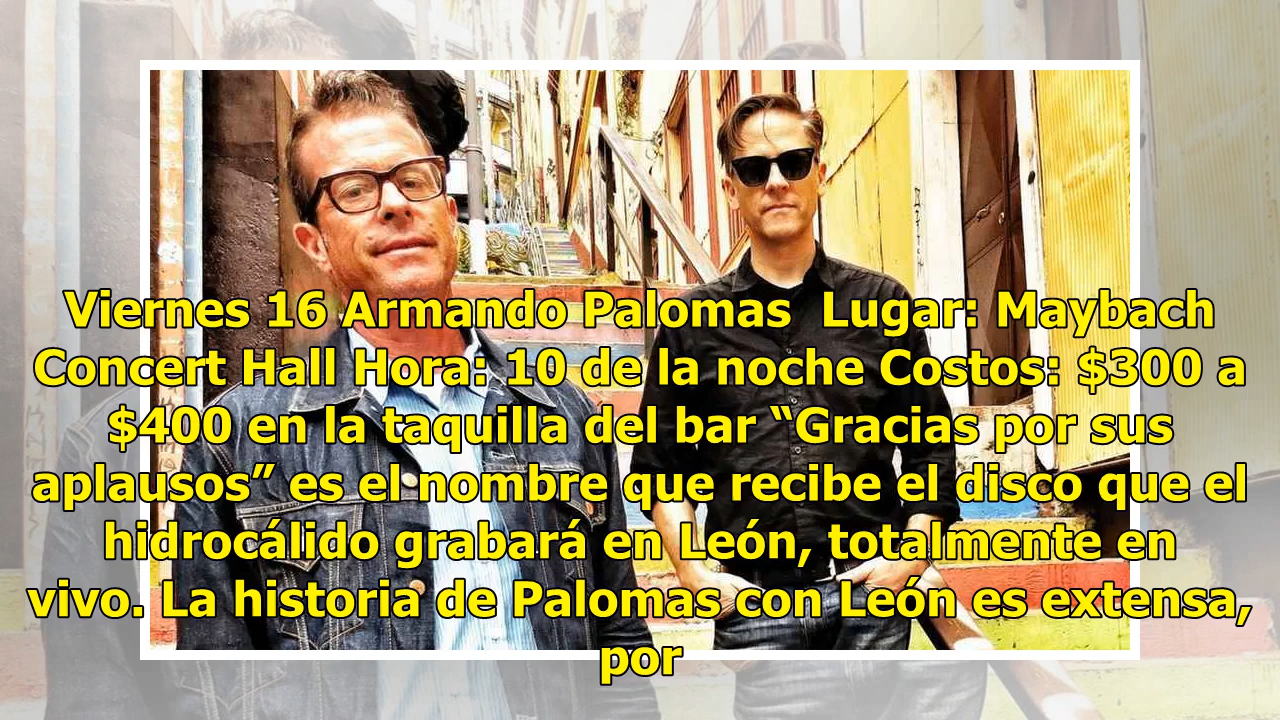 Viernes 16 Armando Palomas Lugar: Maybach
Concert Hall Hora: 10 de la noche Costos: $300 a
$400 en la taquilla del bar “Gracias por sus
aplausos” es el nombre que recibe el disco que el
hidrocálido grabará en León, totalmente en
vivo. La historia de Palomas con León es extensa,
por